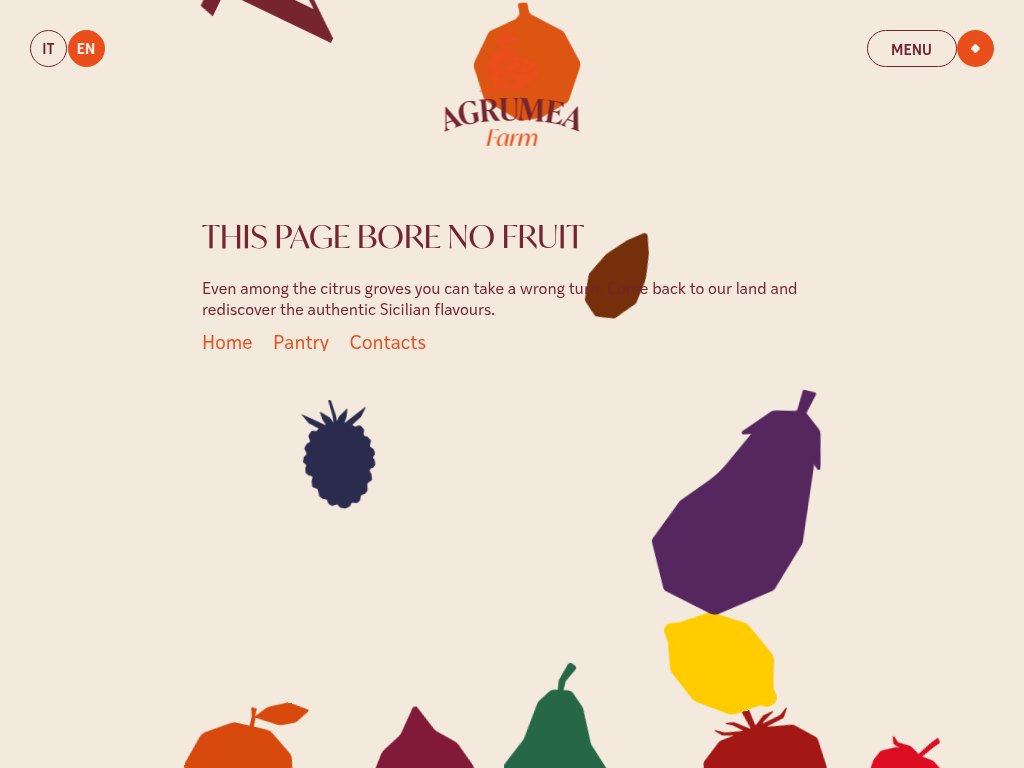 IT EN
MENU
AGRUMEA
Farm
THIS PAGE BORE NO FRUIT
Even among the citrus groves you can take a wrong turn. Come back to our land and
rediscover the authentic Sicilian flavours.
Home Pantry Contacts